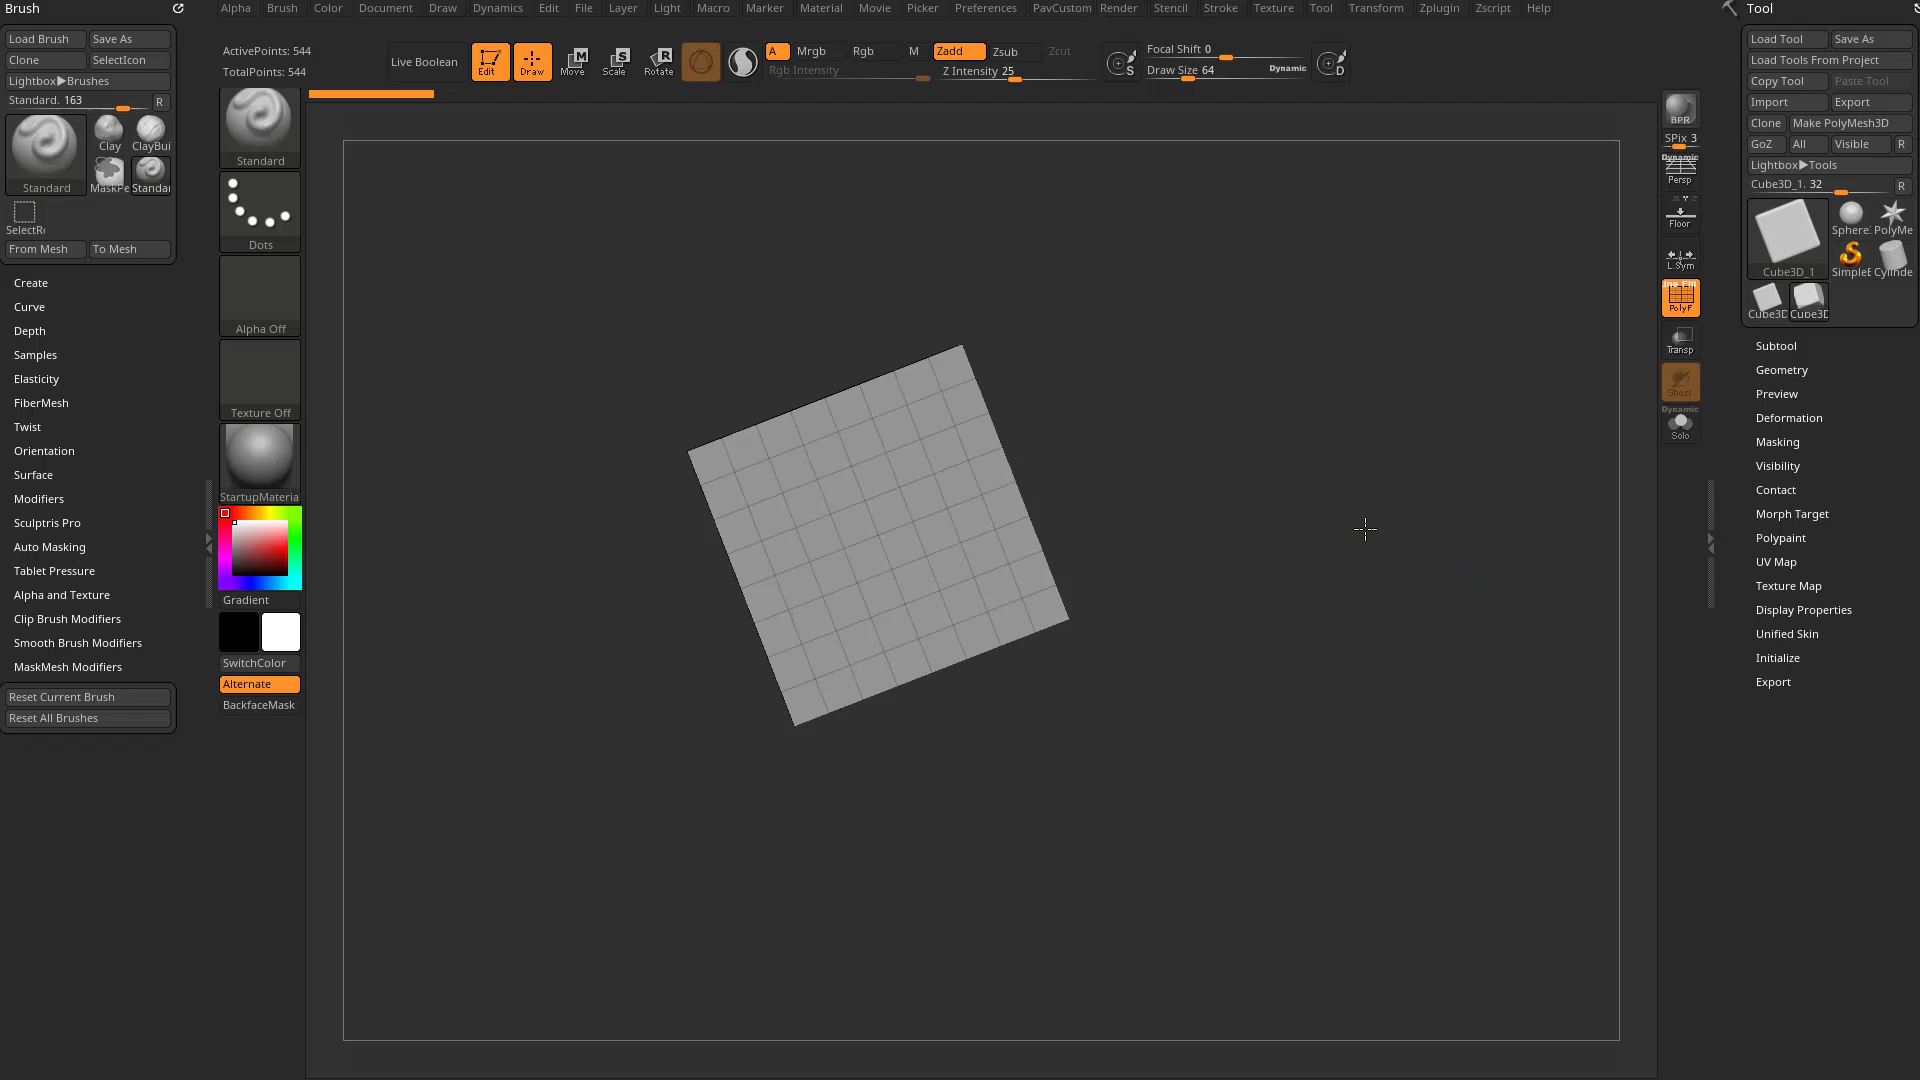 Brush
Alpha Brush Color Document Draw Dynamics Edit File Layer Light Macro Marker Material Movie Picker Preferences PavCustom Render Stencil Stroke Texture Tool Transform Zplugin Zscript Help
Tool
Load Brush Save As
Clone SelectIcon
Lightbox▶Brushes
Standard. 163 R
Standard
Clay ClayBui
MaskPe Standar
SelectRe
From Mesh To Mesh
Create
Curve
Depth
Samples
Elasticity
FiberMesh
Twist
Orientation
Surface
Modifiers
Sculptris Pro
Auto Masking
Tablet Pressure
Alpha and Texture
Clip Brush Modifiers
Smooth Brush Modifiers
MaskMesh Modifiers
Reset Current Brush
Reset All Brushes
ActivePoints: 544
TotalPoints: 544
Live Boolean
Edit
Draw
Move
Scale
Rotate
A Mrgb Rgb M Zadd Zsub Zcut
Rgb Intensity Z Intensity 25
S
Focal Shift 0
Draw Size 64 Dynamic
D
Standard
Dots
Alpha Off
Texture Off
StartupMateria
Gradient
SwitchColor
Alternate
BackfaceMask
BPR
SPix 3
Dynamic
Persp
Floor
L.Sym
Line Fill
PolyF
Transp
Ghost
Dynamic
Solo
Load Tool Save As
Load Tools From Project
Copy Tool Paste Tool
Import Export
Clone Make PolyMesh3D
GoZ All Visible R
Lightbox▶Tools
Cube3D_1. 32 R
Cube3D_1
Sphere. PolyMe
SimpleE Cylinde
Cube3D Cube3D
Subtool
Geometry
Preview
Deformation
Masking
Visibility
Contact
Morph Target
Polypaint
UV Map
Texture Map
Display Properties
Unified Skin
Initialize
Export